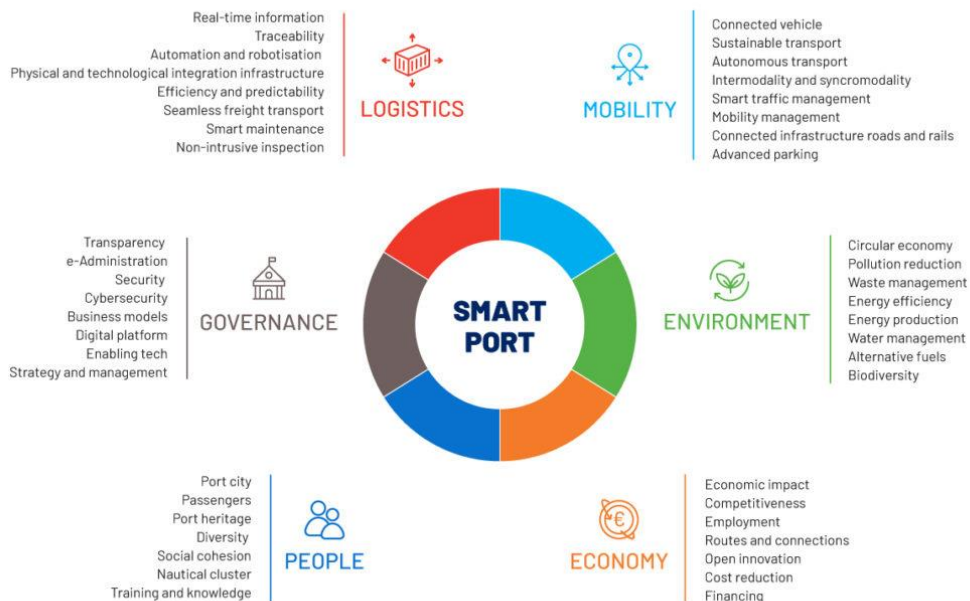 Real-time information
Traceability
Automation and robotisation
Physical and technological integration infrastructure
Efficiency and predictability
Seamless freight transport
Smart maintenance
Non-intrusive inspection
LOGISTICS
MOBILITY
Connected vehicle
Sustainable transport
Autonomous transport
Intermodality and syncromodality
Smart traffic management
Mobility management
Connected infrastructure roads and rails
Advanced parking
Transparency
e-Administration
Security
Cybersecurity
Business models
Digital platform
Enabling tech
Strategy and management
GOVERNANCE
SMART
PORT
ENVIRONMENT
Circular economy
Pollution reduction
Waste management
Energy efficiency
Energy production
Water management
Alternative fuels
Biodiversity
Port city
Passengers
Port heritage
Diversity
Social cohesion
Nautical cluster
Training and knowledge
PEOPLE
€
ECONOMY
Economic impact
Competitiveness
Employment
Routes and connections
Open innovation
Cost reduction
Financing